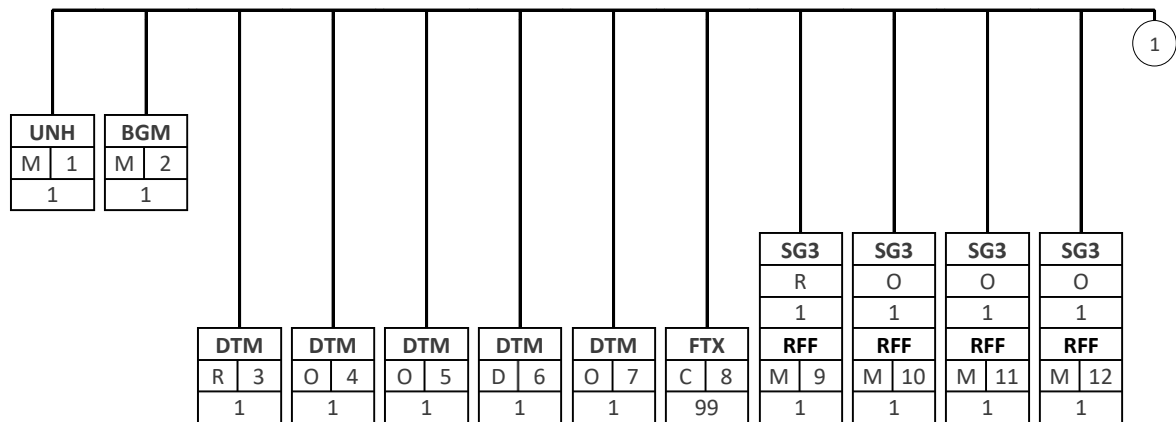 1
UNH BGM
M 1 M 2
1 1
SG3 SG3 SG3 SG3
R O O O
1 1 1 1
DTM DTM DTM DTM DTM FTX RFF RFF RFF RFF
R 3 O 4 O 5 D 6 O 7 C 8 M 9 M 10 M 11 M 12
1 1 1 1 1 99 1 1 1 1